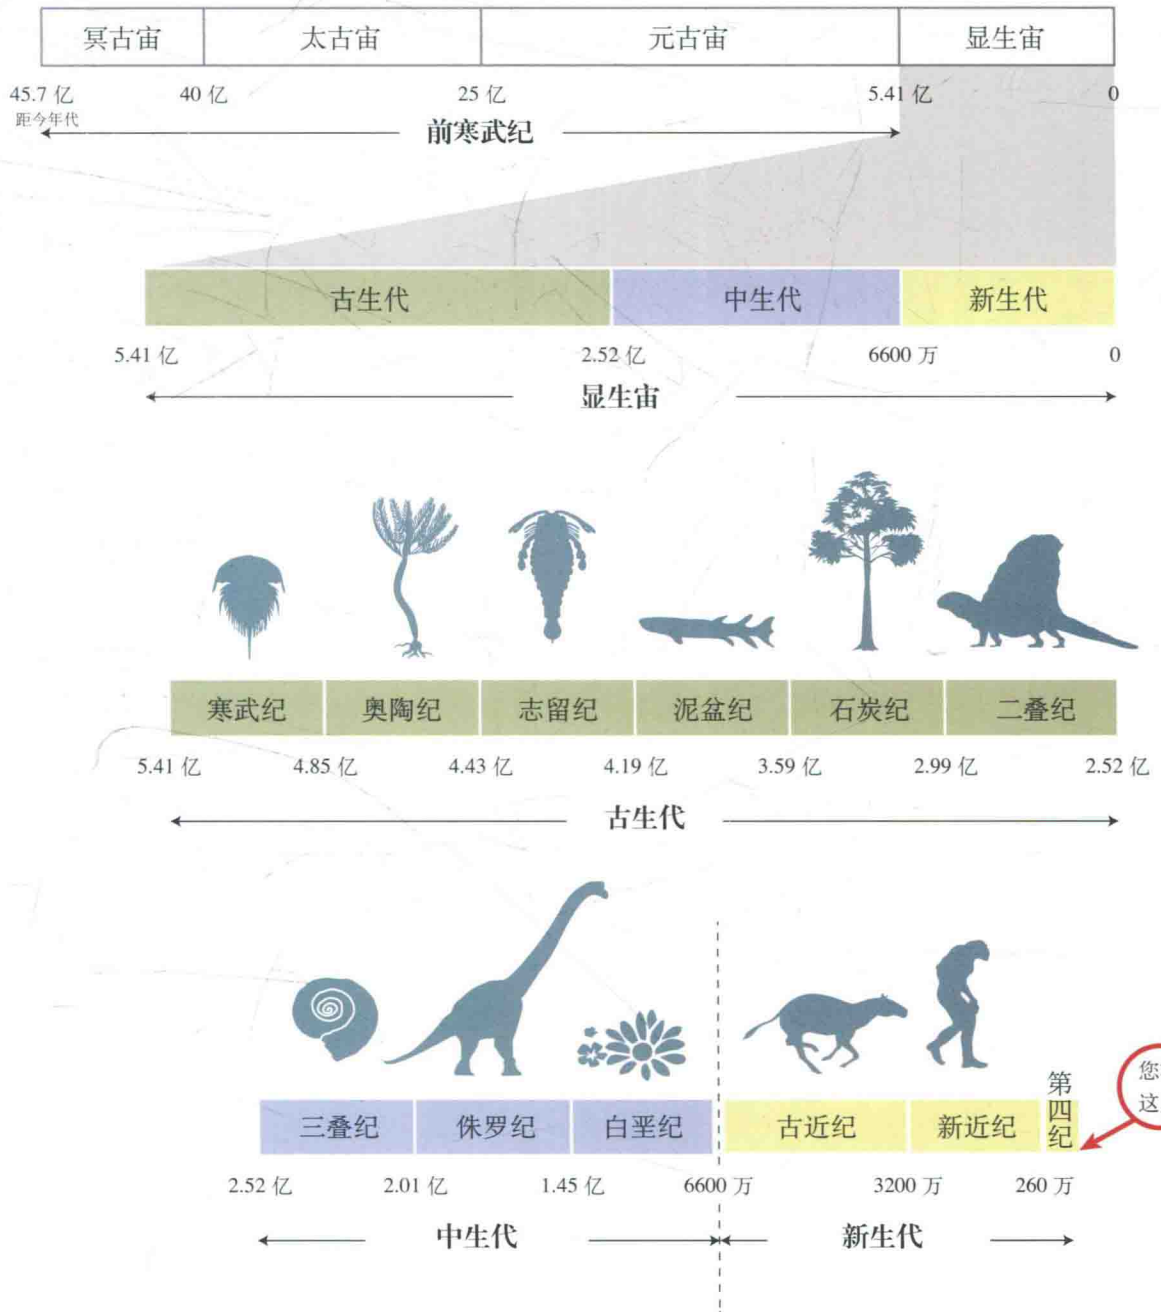 冥古宙 太古宙 元古宙 显生宙
45.7 亿 40 亿 25 亿 5.41 亿 0
距今年代
前寒武纪
古生代 中生代 新生代
5.41 亿 2.52 亿 6600 万 0
显生宙
寒武纪 奥陶纪 志留纪 泥盆纪 石炭纪 二叠纪
5.41 亿 4.85 亿 4.43 亿 4.19 亿 3.59 亿 2.99 亿 2.52 亿
古生代
您
这
三叠纪 侏罗纪 白垩纪 古近纪 新近纪 第四纪
2.52 亿 2.01 亿 1.45 亿 6600 万 3200 万 260 万
中生代 新生代